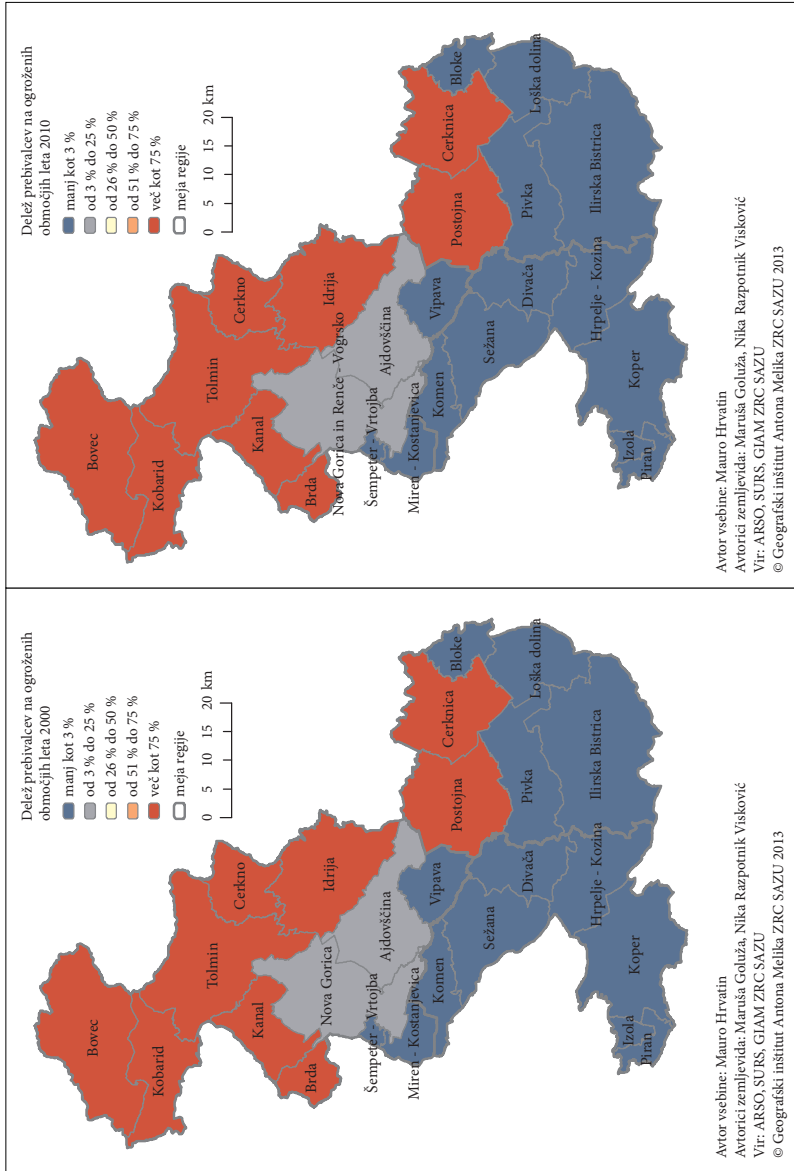 Delež prebivalcev na ogroženih
območjih leta 2000
manj kot 3 %
od 3 % do 25 %
od 26 % do 50 %
od 51 % do 75 %
več kot 75 %
meja regije
0 5 10 15 20 km
Bovec
Kobarid
Tolmin
Cerkno
Kanal
Idrija
Brda
Nova Gorica
Šempeter - Vrtojba
Ajdovščina
Miren - Kostanjevica
Vipava
Komen
Postojna
Cerknica
Bloke
Sežana
Divača
Pivka
Loška dolina
Hrpelje - Kozina
Ilirska Bistrica
Izola
Koper
Piran
Avtor vsebine: Mauro Hrvatin
Avtorici zemljevida: Maruša Goluža, Nika Razpotnik Visković
Vir: ARSO, SURS, GIAM ZRC SAZU
© Geografski inštitut Antona Melika ZRC SAZU 2013
Delež prebivalcev na ogroženih
območjih leta 2010
manj kot 3 %
od 3 % do 25 %
od 26 % do 50 %
od 51 % do 75 %
več kot 75 %
meja regije
0 5 10 15 20 km
Bovec
Kobarid
Tolmin
Cerkno
Kanal
Idrija
Brda
Nova Gorica in Renče - Vogrsko
Šempeter - Vrtojba
Ajdovščina
Miren - Kostanjevica
Vipava
Komen
Postojna
Cerknica
Bloke
Sežana
Divača
Pivka
Loška dolina
Hrpelje - Kozina
Ilirska Bistrica
Izola
Koper
Piran
Avtor vsebine: Mauro Hrvatin
Avtorici zemljevida: Maruša Goluža, Nika Razpotnik Visković
Vir: ARSO, SURS, GIAM ZRC SAZU
© Geografski inštitut Antona Melika ZRC SAZU 2013